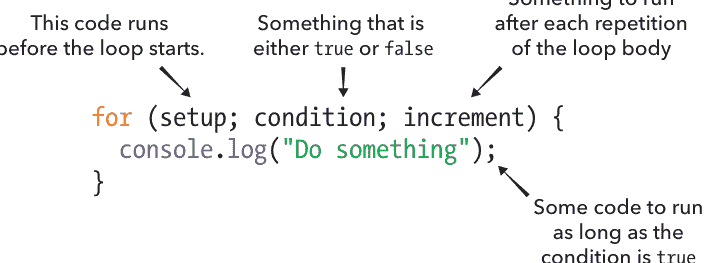 This code runs
before the loop starts.
Something that is
either true or false
Something to run
after each repetition
of the loop body
for (setup; condition; increment) {
console.log("Do something");
}
Some code to run
as long as the
condition is true